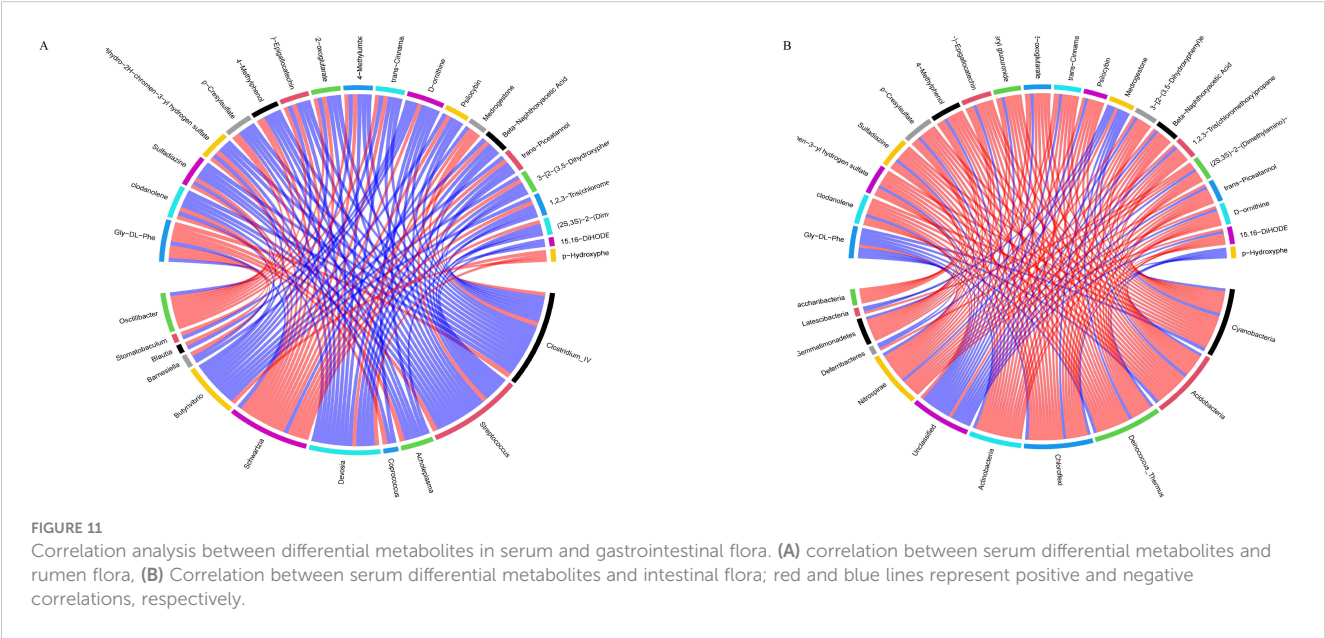 A
B
ihydro−2H−chromen−3−yl hydrogen sulfate
p−Cresylsulfate
4−Methylphenol
)−Epigallocatechin
2−oxoglutarate
4−Methylumbe
trans−Cinnama
D−ornithine
Psilocybin
Medrogestone
Beta−Naphthoxyacetic Acid
trans−Piceatannol
3−[2−(3,5−Dihydroxypher
1,2,3−Tris(chlorome
(2S,3S)−2−(Dim
15,16−DiHODE
p−Hydroxyphe
Sulfadiazine
clodanolene
Gly−DL−Phe
Oscillibacter
Stomatobaculum
Blautia
Barnesiella
Butyrivibrio
Schwartzia
Devosia
Coprococcus
Acholeplasma
Streptococcus
Clostridium_IV
nen−3−yl hydrogen sulfate
Sulfadiazine
p−Cresylsulfate
4−Methylphenol
−)−Epigallocatechin
eryl glucuronide
oxoglutarate
trans−Cinnama
Psilocybin
Medrogestone
3−[2−(3,5−Dihydroxyphenyl)e
Beta−Naphthoxyacetic Acid
1,2,3−Tris(chloromethoxy)propane
(2S,3S)−2−(Dimethylamino)−
trans−Piceatannol
D−ornithine
15,16−DiHODE
p−Hydroxyphe
clodanolene
Gly−DL−Phe
accharibacteria
Latescibacteria
Gemmatimonadetes
Deferribacteres
Nitrospirae
Unclassified
Actinobacteria
Chloroflexi
Deinococcus_Thermus
Acidobacteria
Cyanobacteria
FIGURE 11
Correlation analysis between differential metabolites in serum and gastrointestinal flora. (A) correlation between serum differential metabolites and
rumen flora, (B) Correlation between serum differential metabolites and intestinal flora; red and blue lines represent positive and negative
correlations, respectively.